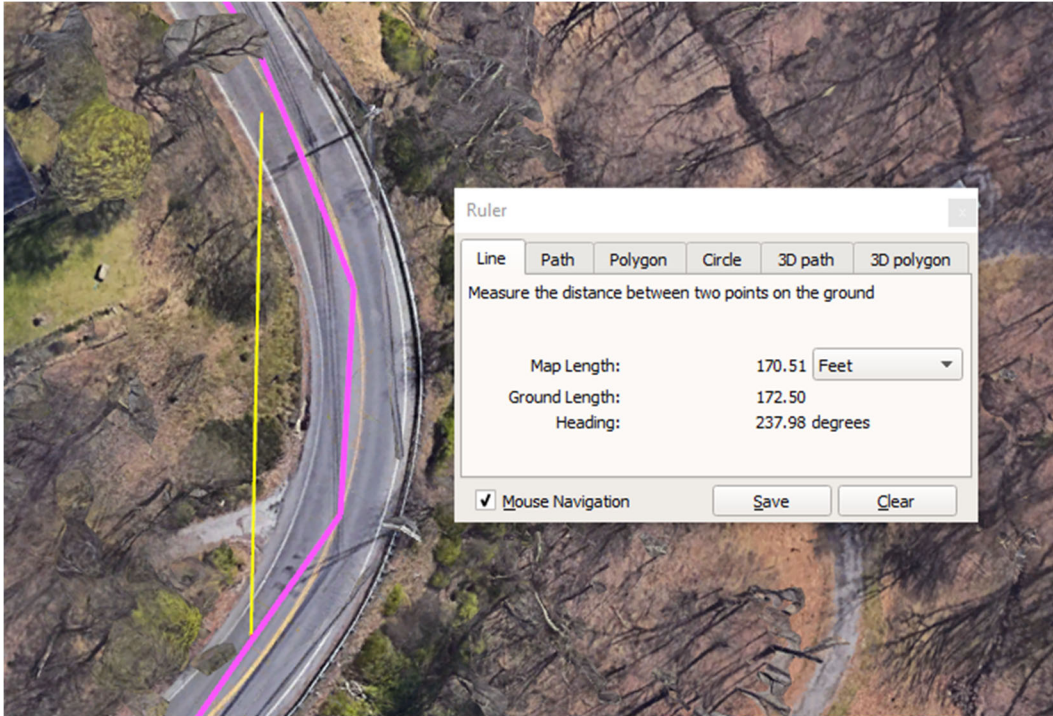 Ruler
x
Line Path Polygon Circle 3D path 3D polygon
Measure the distance between two points on the ground
Map Length: 170.51 Feet
Ground Length: 172.50
Heading: 237.98 degrees
Mouse Navigation Save Clear